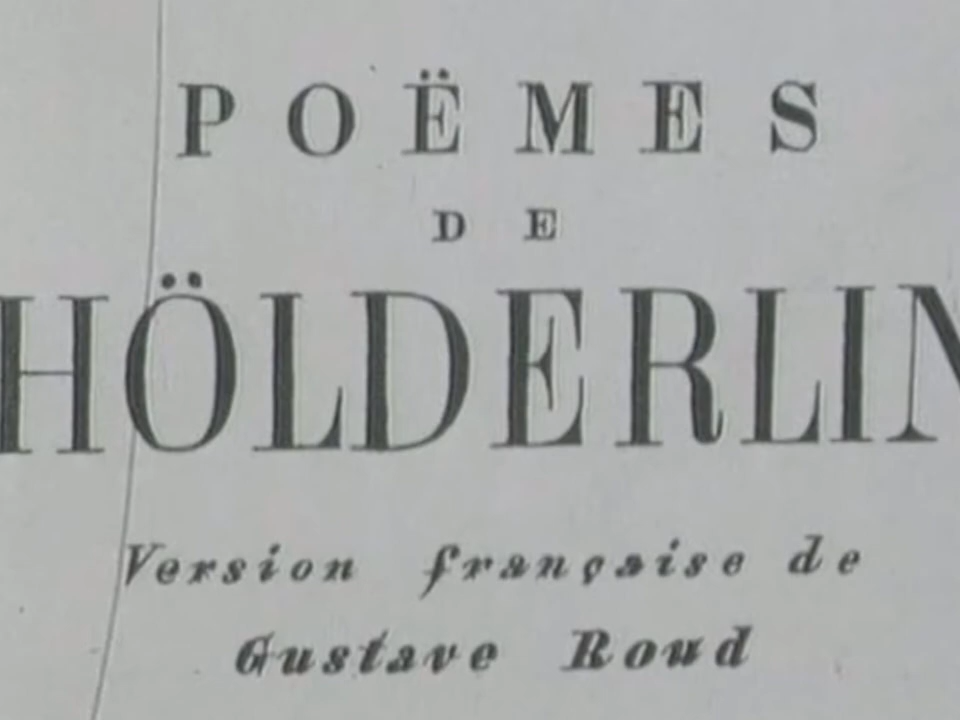 POËMES
DE
HÖLDERLIN
Version française de
Gustave Roud